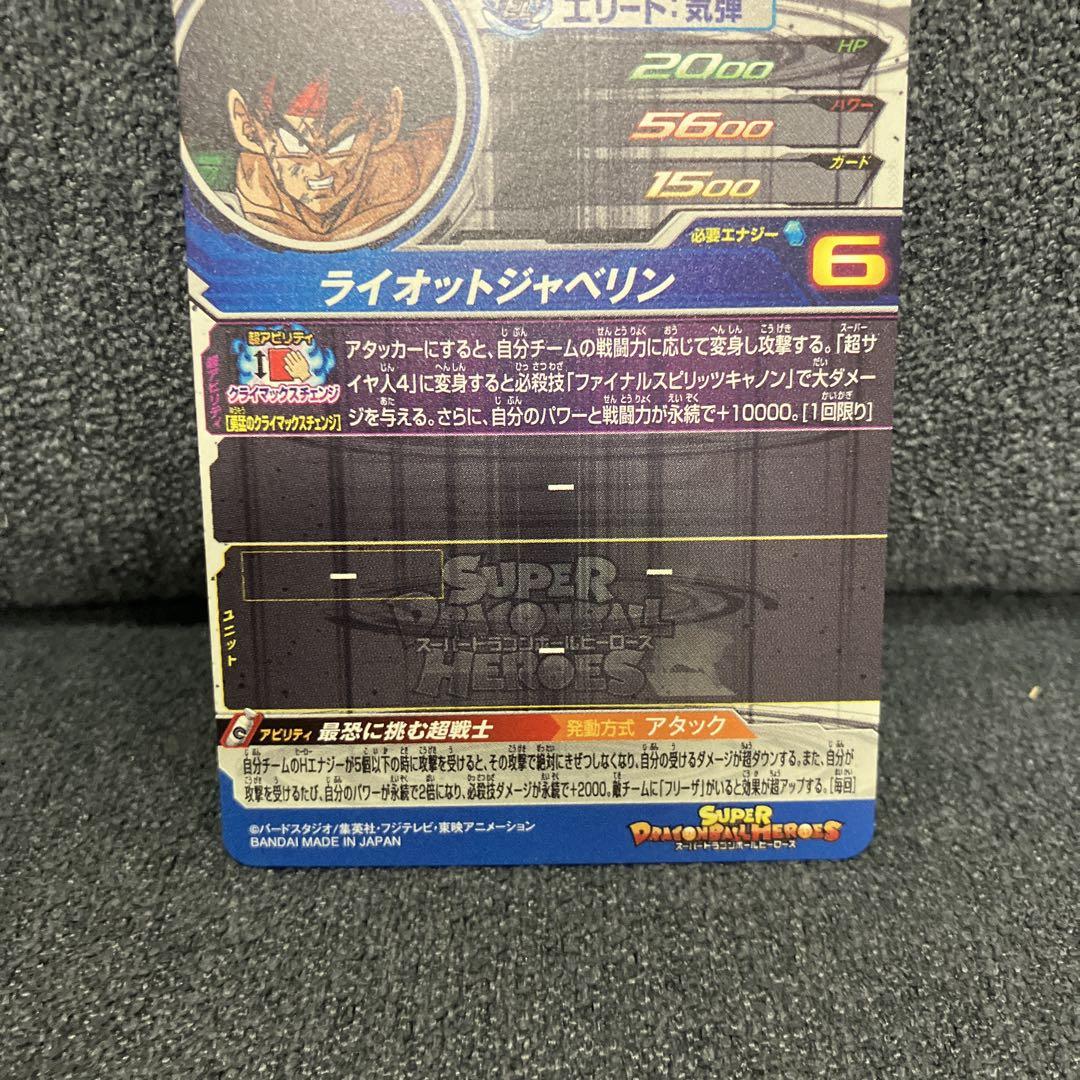 エリート:気弾
HP
2000
パワー
5600
ガード
1500
必要エナジー
6
ライオットジャベリン
超アビリティ
超アビリティ
クライマックスチェンジ
[勇猛のクライマックスチェンジ]
アタッカーにすると、自分チームの戦闘力に応じて変身し攻撃する。「超サ
イヤ人4」に変身すると必殺技「ファイナルスピリッツキャノン」で大ダメー
ジを与える。さらに、自分のパワーと戦闘力が永続で+10000。[1回限り]
ー
ー
ー
ー
ユニット
SUPER
DRAGONBALL
スーパードラゴンボールヒーローズ
HEROES
アビリティ 最恐に挑む超戦士 発動方式 アタック
自分チームのHエナジーが5個以下の時に攻撃を受けると、その攻撃で絶対にきぜつしなくなり、自分の受けるダメージが超ダウンする。また、自分が
攻撃を受けるたび、自分のパワーが永続で2倍になり、必殺技ダメージが永続で+2000。敵チームに「フリーザ」がいると効果が超アップする。[毎回]
©バードスタジオ/集英社・フジテレビ・東映アニメーション
BANDAI MADE IN JAPAN
SUPER
DRAGONBALL HEROES
スーパードラゴンボールヒーローズ